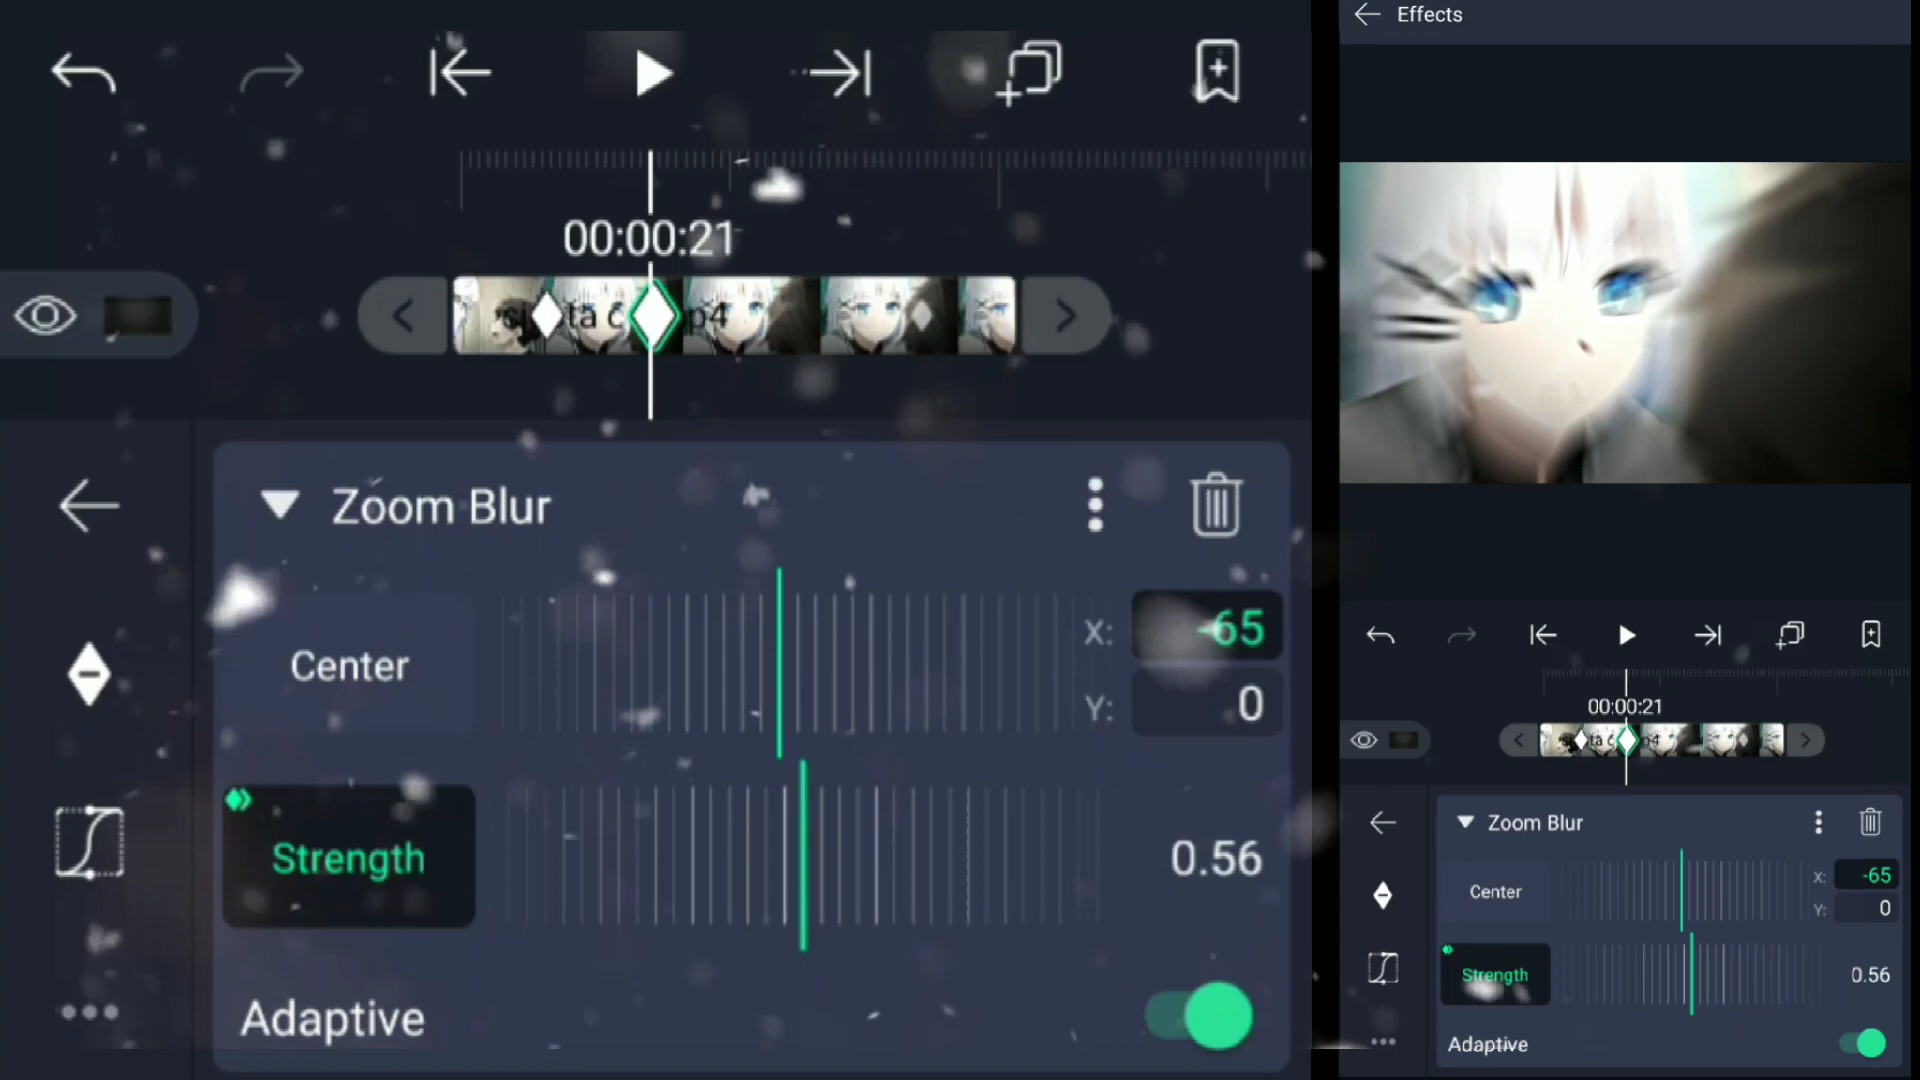 00:00:21
p4
Zoom Blur
Center
X: -65
Y: 0
Strength
0.56
Adaptive
Effects
00:00:21
Zoom Blur
Center
X: -65
Y: 0
Strength
0.56
Adaptive